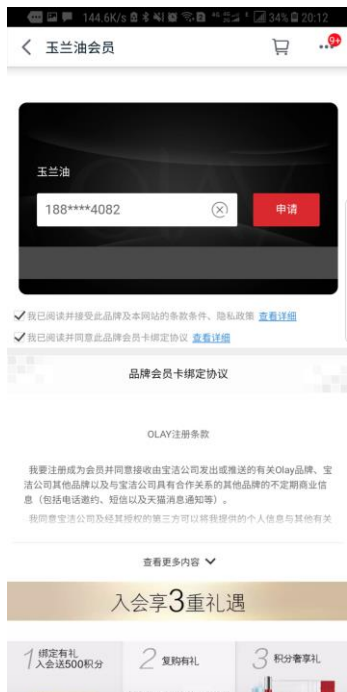 144.6K/s 34% 20:12
玉兰油会员
9+
玉兰油
188****4082
申请
我已阅读并接受此品牌及本网站的条款条件、隐私政策 查看详细
我已阅读并同意此品牌会员卡绑定协议 查看详细
品牌会员卡绑定协议
OLAY注册条款
我要注册成为会员并同意接收由宝洁公司发出或推送的有关Olay品牌、宝
洁公司其他品牌以及与宝洁公司具有合作关系的其他品牌的不定期商业信
息（包括电话邀约、短信以及天猫消息通知等）。
我同意宝洁公司及经其授权的第三方可以将我提供的个人信息与其他有关
查看更多内容
入会享3重礼遇
1 绑定有礼
入会送500积分
2 复购有礼
3 积分奢享礼